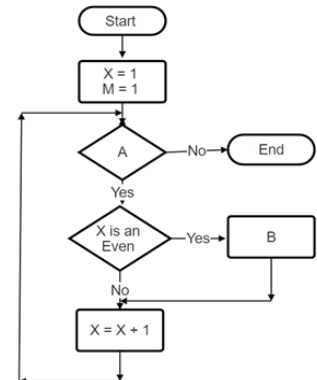 Start
X = 1
M = 1
A
No
End
Yes
X is an
Even
Yes
B
No
X = X + 1